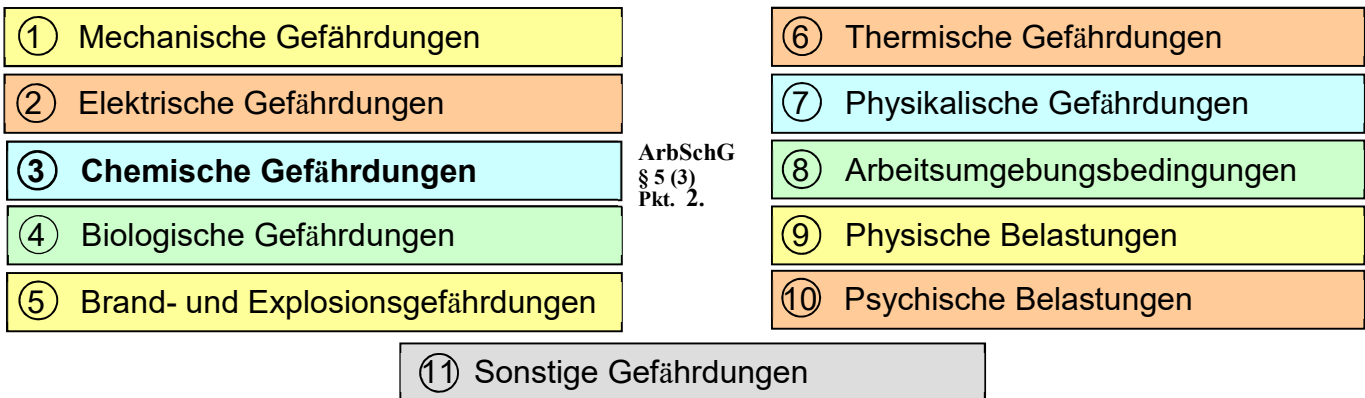 ① Mechanische Gefährdungen
② Elektrische Gefährdungen
③ Chemische Gefährdungen
④ Biologische Gefährdungen
⑤ Brand- und Explosionsgefährdungen
ArbSchG
§ 5 (3)
Pkt. 2.
⑥ Thermische Gefährdungen
⑦ Physikalische Gefährdungen
⑧ Arbeitsumgebungsbedingungen
⑨ Physische Belastungen
⑩ Psychische Belastungen
⑪ Sonstige Gefährdungen